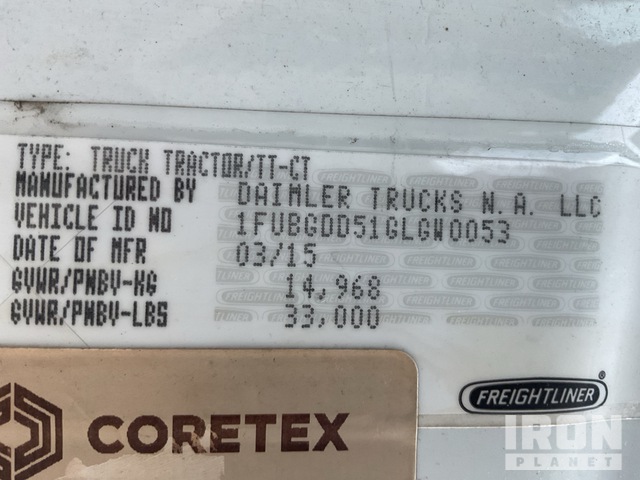 TYPE: TRUCK TRACTOR/TT-CT
MANUFACTURED BY DAIMLER TRUCKS N.A. LLC
VEHICLE ID NO 1FUBGDD51GLGW0053
DATE OF MFR 03/15
GVWR/PNBV-KG 14,968
GVWR/PNBV-LBS 33,000
FREIGHTLINER®
CORETEX
IRON
PLANET